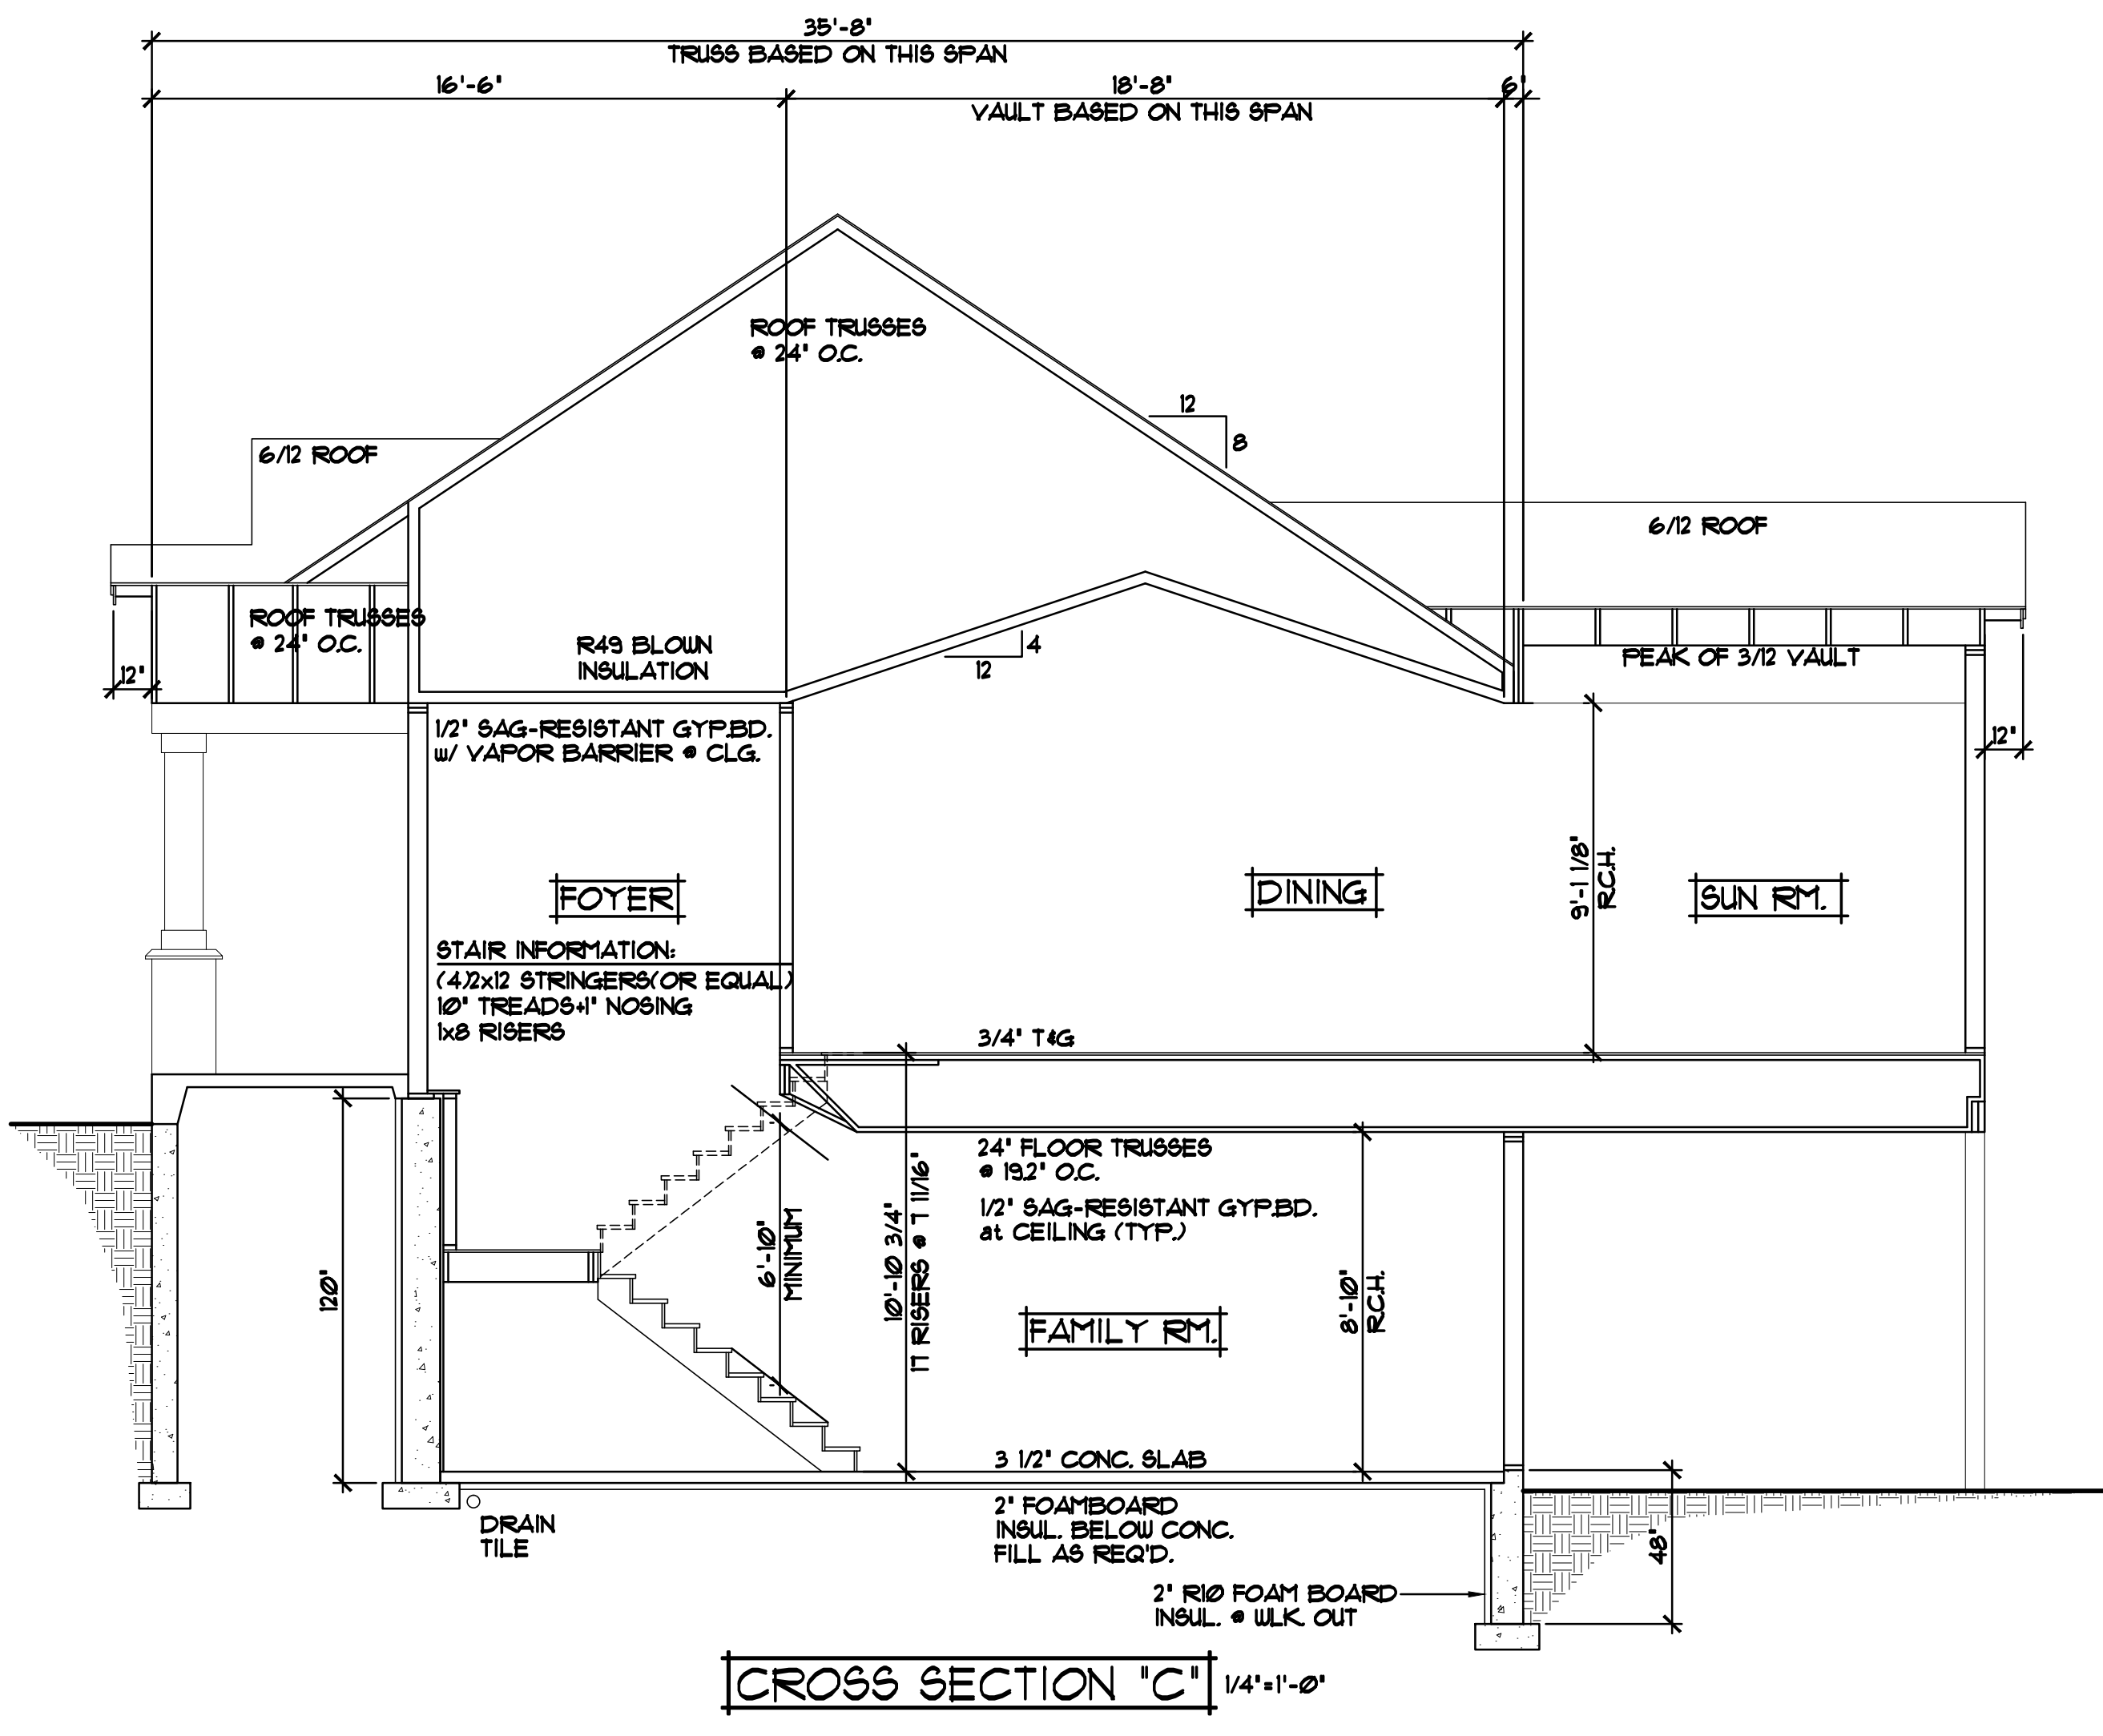 35'-8"
TRUSS BASED ON THIS SPAN
16'-6"
18'-8"
6"
VAULT BASED ON THIS SPAN
ROOF TRUSSES
@ 24" O.C.
12
8
6/12 ROOF
6/12 ROOF
ROOF TRUSSES
@ 24" O.C.
12"
R49 BLOWN
INSULATION
4
12
PEAK OF 3/12 VAULT
12"
1/2" SAG-RESISTANT GYP.BD.
w/ VAPOR BARRIER @ CLG.
FOYER
DINING
9'-1 1/8"
R.C.H.
SUN RM.
STAIR INFORMATION:
(4)2x12 STRINGERS(OR EQUAL)
10" TREADS+1" NOSING
1x8 RISERS
3/4" T&G
24" FLOOR TRUSSES
@ 19.2" O.C.
1/2" SAG-RESISTANT GYP.BD.
at CEILING (TYP.)
120"
6'-10"
MINIMUM
10'-10 3/4"
17 RISERS @ 7 11/16"
FAMILY RM.
8'-10"
R.C.H.
3 1/2" CONC. SLAB
DRAIN
TILE
2" FOAMBOARD
INSUL. BELOW CONC.
FILL AS REQ'D.
48"
2" R10 FOAM BOARD
INSUL. @ WLK. OUT
CROSS SECTION "C"
1/4"=1'-0"